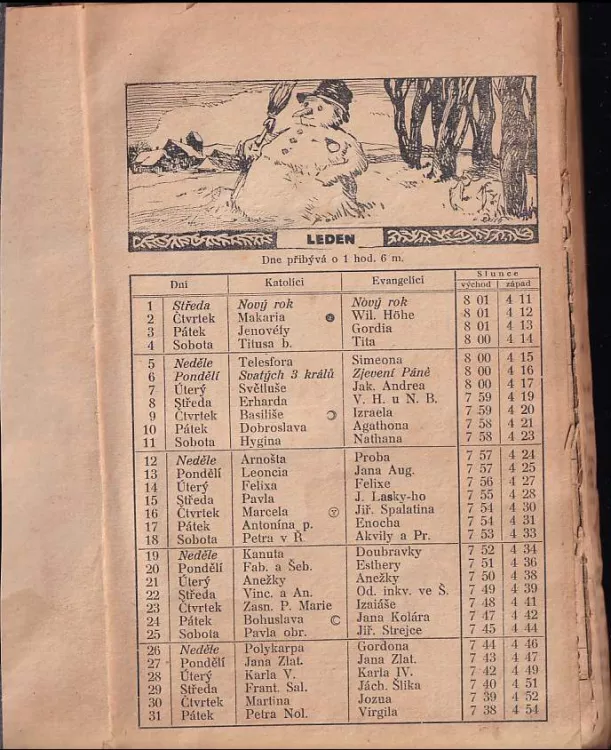 LEDEN
Dne přibývá o 1 hod. 6 m.
Dni Katolíci Evangelíci Slunce
východ západ
1 Středa Nový rok Nový rok 8 01 4 11
2 Čtvrtek Makaria Wil. Höhe 8 01 4 12
3 Pátek Jenovéfy Gordia 8 01 4 13
4 Sobota Titusa b. Tita 8 00 4 14
5 Neděle Telesfora Simeona 8 00 4 15
6 Pondělí Svatých 3 králů Zjevení Páně 8 00 4 16
7 Úterý Světluše Jak. Andrea 8 00 4 17
8 Středa Erharda V. H. u N. B. 7 59 4 19
9 Čtvrtek Basiliše Izraela 7 59 4 20
10 Pátek Dobroslava Agathona 7 58 4 21
11 Sobota Hygina Nathana 7 58 4 23
12 Neděle Arnošta Proba 7 57 4 24
13 Pondělí Leoncia Jana Aug. 7 57 4 25
14 Úterý Felixa Felixe 7 56 4 27
15 Středa Pavla J. Lasky-ho 7 55 4 28
16 Čtvrtek Marcela Jiř. Spalatina 7 54 4 30
17 Pátek Antonína p. Enocha 7 54 4 31
18 Sobota Petra v Ř. Akvily a Pr. 7 53 4 33
19 Neděle Kanuta Doubravky 7 52 4 34
20 Pondělí Fab. a Šeb. Esthery 7 51 4 36
21 Úterý Anežky Anežky 7 50 4 38
22 Středa Vinc. a An. Od. inkv. ve Š. 7 49 4 39
23 Čtvrtek Zasn. P. Marie Izaiáše 7 48 4 41
24 Pátek Bohuslava Jana Kolára 7 47 4 42
25 Sobota Pavla obr. Jiř. Strejce 7 45 4 44
26 Neděle Polykarpa Gordona 7 44 4 46
27 Pondělí Jana Zlat. Jana Zlat. 7 43 4 47
28 Úterý Karla V. Karla IV. 7 42 4 49
29 Středa Frant. Sal. Jách. Šlika 7 40 4 51
30 Čtvrtek Martina Jozua 7 39 4 52
31 Pátek Petra Nol. Virgila 7 38 4 54